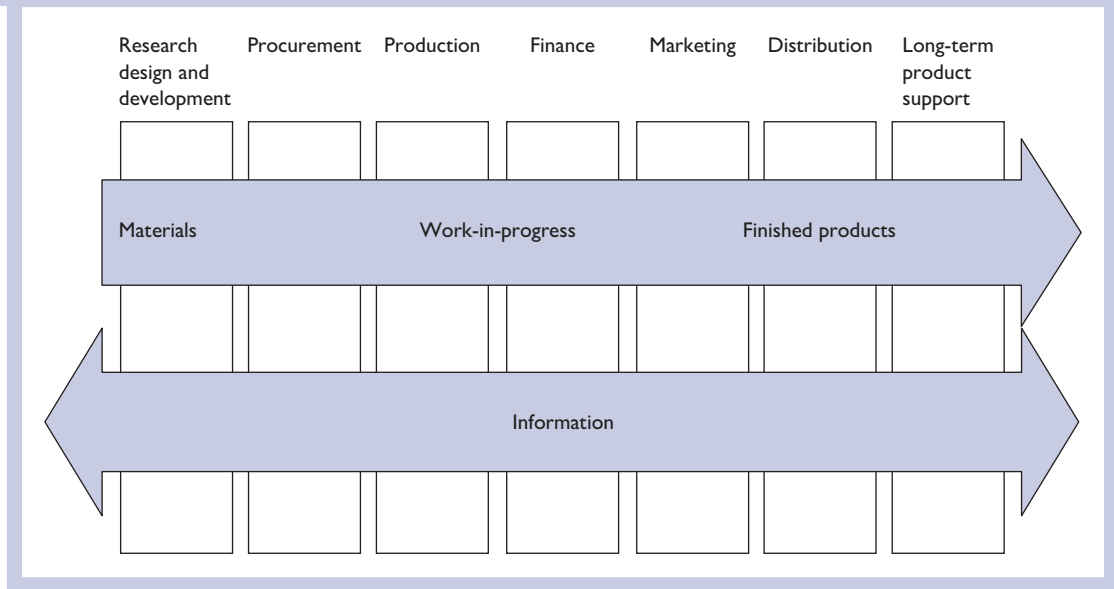 Research
design and
development
Procurement
Production
Finance
Marketing
Distribution
Long-term
product
support
Materials
Work-in-progress
Finished products
Information